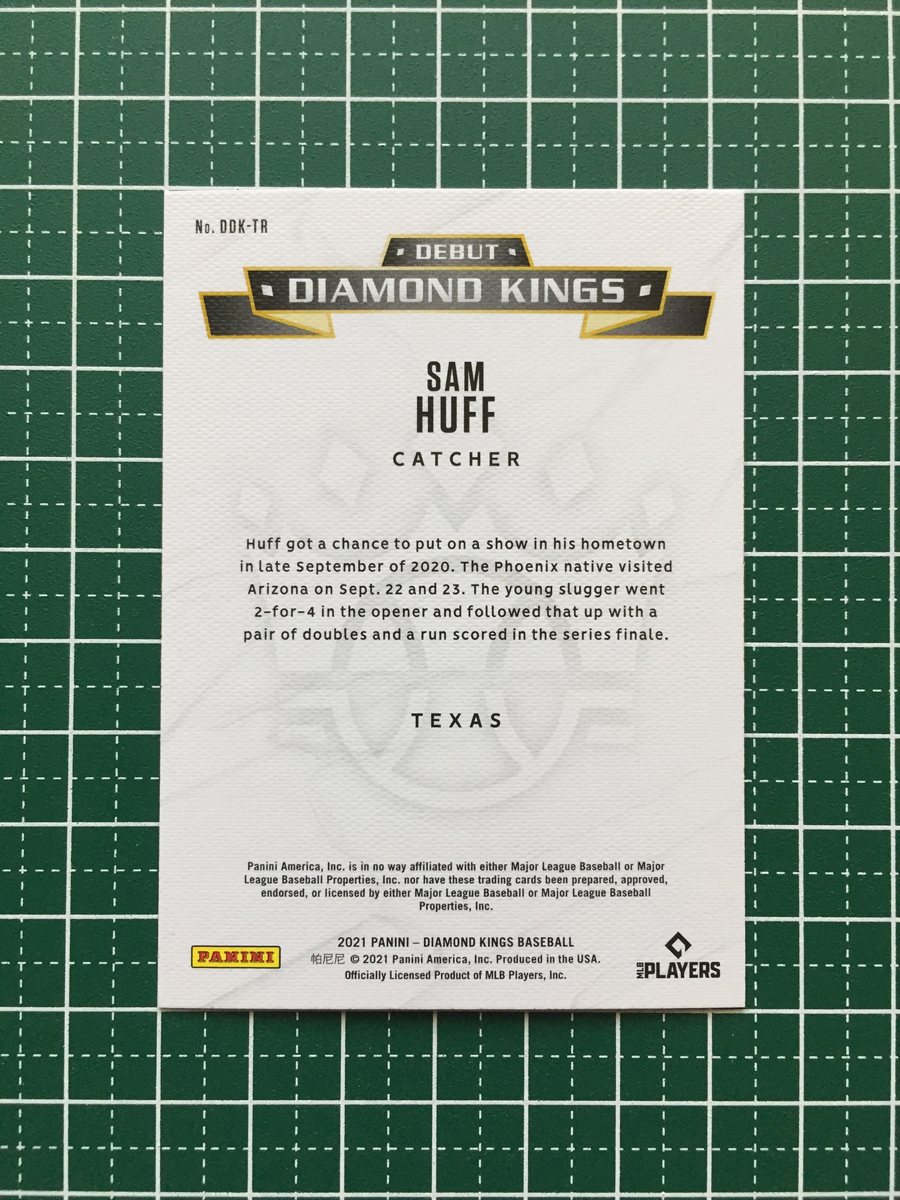 No. DDK-TR
DEBUT
DIAMOND KINGS
SAM
HUFF
CATCHER
Huff got a chance to put on a show in his hometown
in late September of 2020. The Phoenix native visited
Arizona on Sept. 22 and 23. The young slugger went
2-for-4 in the opener and followed that up with a
pair of doubles and a run scored in the series finale.
TEXAS
Panini America, Inc. is in no way affiliated with either Major League Baseball or Major
League Baseball Properties, Inc. nor have these trading cards been prepared, approved,
endorsed, or licensed by either Major League Baseball or Major League Baseball
Properties, Inc.
PANINI
2021 PANINI – DIAMOND KINGS BASEBALL
帕尼尼 © 2021 Panini America, Inc. Produced in the USA.
Officially Licensed Product of MLB Players, Inc.
MLB PLAYERS